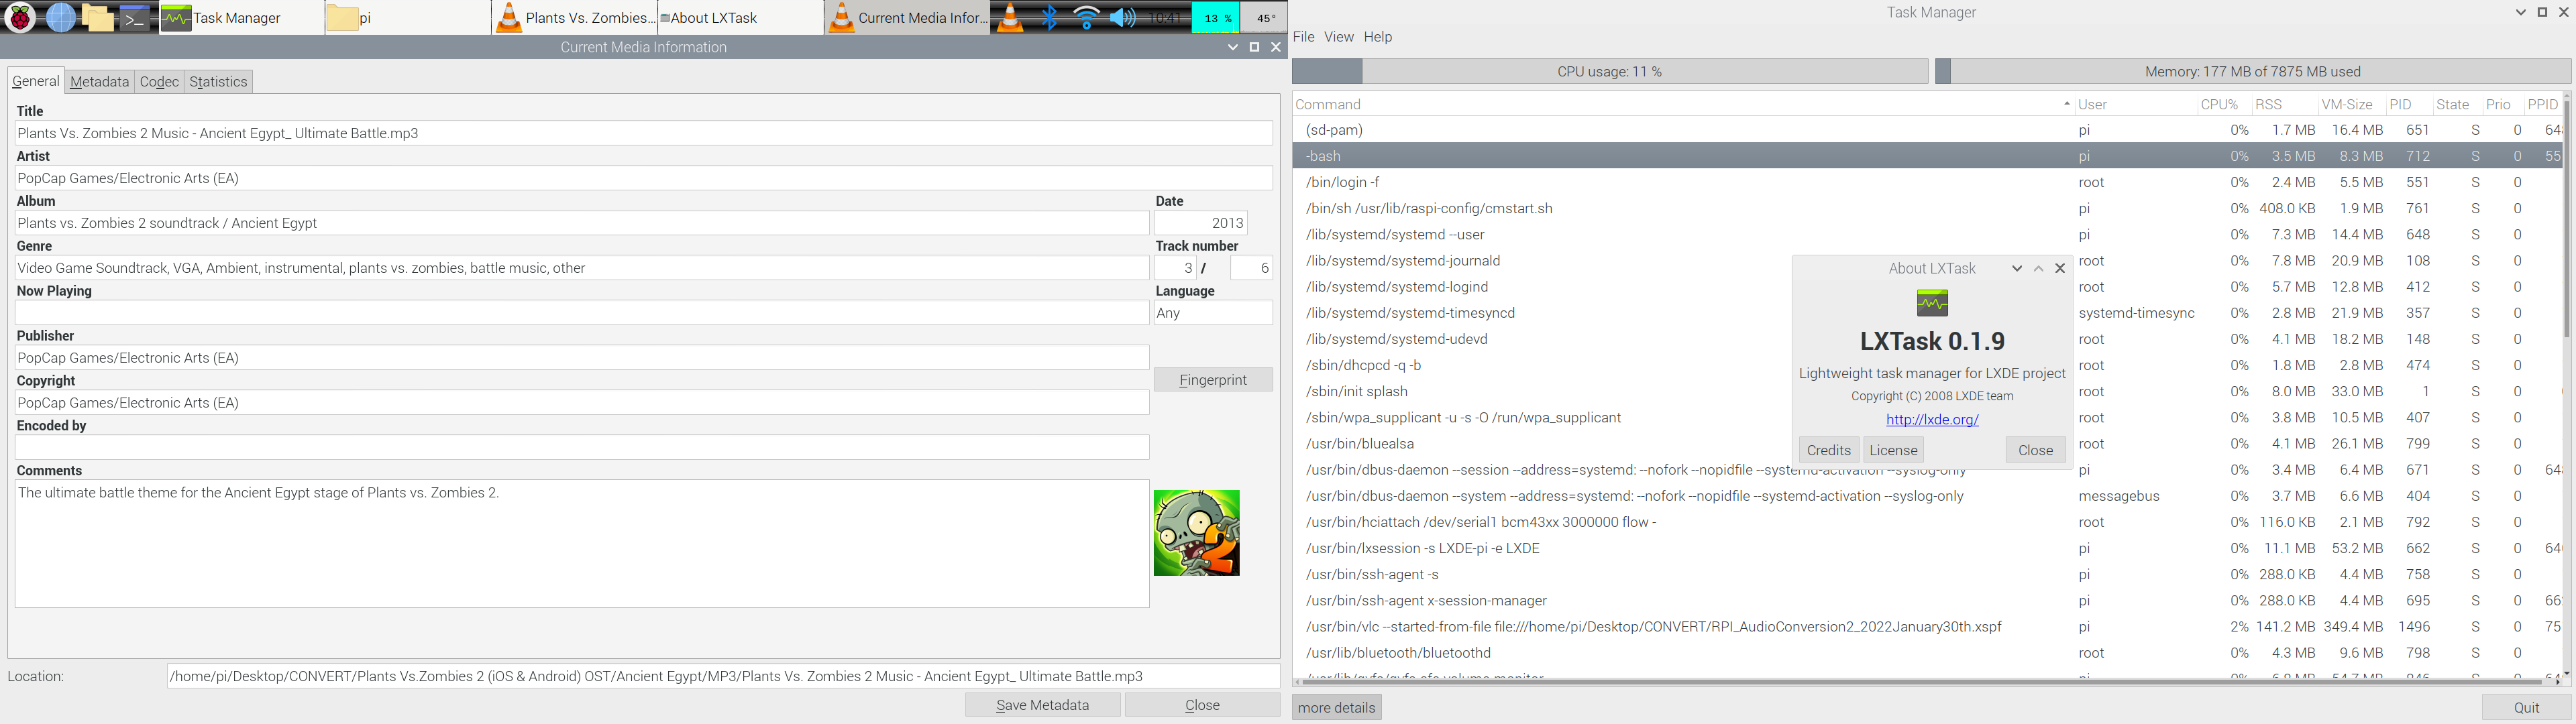 Task Manager
pi
Plants Vs. Zombies...
About LXTask
Current Media Infor...
10:41
13 %
45°
Current Media Information
General Metadata Codec Statistics
Title
Plants Vs. Zombies 2 Music - Ancient Egypt_ Ultimate Battle.mp3
Artist
PopCap Games/Electronic Arts (EA)
Album Date
Plants vs. Zombies 2 soundtrack / Ancient Egypt 2013
Genre Track number
Video Game Soundtrack, VGA, Ambient, instrumental, plants vs. zombies, battle music, other 3 / 6
Now Playing Language
Any
Publisher
PopCap Games/Electronic Arts (EA)
Fingerprint
Copyright
PopCap Games/Electronic Arts (EA)
Encoded by
Comments
The ultimate battle theme for the Ancient Egypt stage of Plants vs. Zombies 2.
2
Location: /home/pi/Desktop/CONVERT/Plants Vs.Zombies 2 (iOS & Android) OST/Ancient Egypt/MP3/Plants Vs. Zombies 2 Music - Ancient Egypt_ Ultimate Battle.mp3
Save Metadata Close
Task Manager
File View Help
CPU usage: 11 % Memory: 177 MB of 7875 MB used
Command User CPU% RSS VM-Size PID State Prio PPID
(sd-pam) pi 0% 1.7 MB 16.4 MB 651 S 0 64
-bash pi 0% 3.5 MB 8.3 MB 712 S 0 55
/bin/login -f root 0% 2.4 MB 5.5 MB 551 S 0
/bin/sh /usr/lib/raspi-config/cmstart.sh pi 0% 408.0 KB 1.9 MB 761 S 0
/lib/systemd/systemd --user pi 0% 7.3 MB 14.4 MB 648 S 0
/lib/systemd/systemd-journald root 0% 7.8 MB 20.9 MB 108 S 0
/lib/systemd/systemd-logind root 0% 5.7 MB 12.8 MB 412 S 0
/lib/systemd/systemd-timesyncd systemd-timesync 0% 2.8 MB 21.9 MB 357 S 0
/lib/systemd/systemd-udevd root 0% 4.1 MB 18.2 MB 148 S 0
/sbin/dhcpcd -q -b root 0% 1.8 MB 2.8 MB 474 S 0
/sbin/init splash root 0% 8.0 MB 33.0 MB 1 S 0
/sbin/wpa_supplicant -u -s -O /run/wpa_supplicant root 0% 3.8 MB 10.5 MB 407 S 0
/usr/bin/bluealsa root 0% 4.1 MB 26.1 MB 799 S 0
/usr/bin/dbus-daemon --session --address=systemd: --nofork --nopidfile --systemd-activation --syslog-only pi 0% 3.4 MB 6.4 MB 671 S 0 64
/usr/bin/dbus-daemon --system --address=systemd: --nofork --nopidfile --systemd-activation --syslog-only messagebus 0% 3.7 MB 6.6 MB 404 S 0
/usr/bin/hciattach /dev/serial1 bcm43xx 3000000 flow - root 0% 116.0 KB 2.1 MB 792 S 0
/usr/bin/lxsession -s LXDE-pi -e LXDE pi 0% 11.1 MB 53.2 MB 662 S 0 64
/usr/bin/ssh-agent -s pi 0% 288.0 KB 4.4 MB 758 S 0
/usr/bin/ssh-agent x-session-manager pi 0% 288.0 KB 4.4 MB 695 S 0 66
/usr/bin/vlc --started-from-file file:///home/pi/Desktop/CONVERT/RPI_AudioConversion2_2022January30th.xspf pi 2% 141.2 MB 349.4 MB 1496 S 0 75
/usr/lib/bluetooth/bluetoothd root 0% 4.3 MB 9.6 MB 798 S 0
more details Quit
About LXTask
LXTask 0.1.9
Lightweight task manager for LXDE project
Copyright (C) 2008 LXDE team
http://lxde.org/
Credits License Close